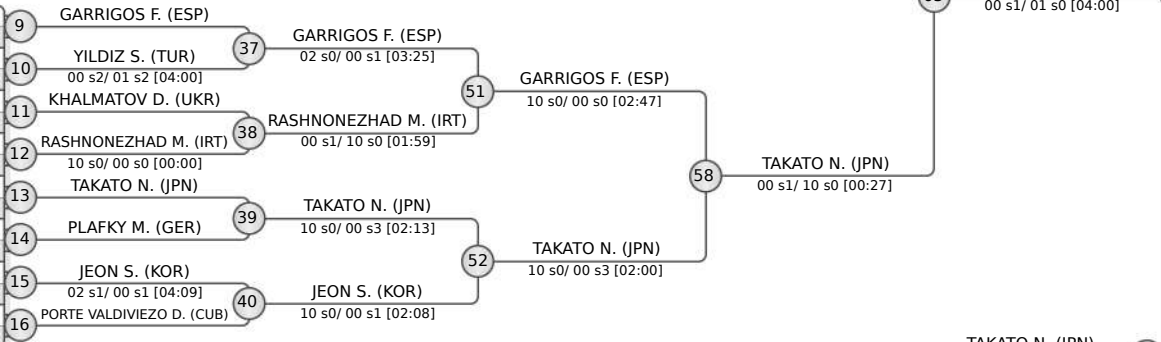 00 s1/ 01 s0 [04:00]
9
GARRIGOS F. (ESP)
37
GARRIGOS F. (ESP)
02 s0/ 00 s1 [03:25]
10
YILDIZ S. (TUR)
00 s2/ 01 s2 [04:00]
51
GARRIGOS F. (ESP)
10 s0/ 00 s0 [02:47]
11
KHALMATOV D. (UKR)
38
RASHNONEZHAD M. (IRT)
00 s1/ 10 s0 [01:59]
12
RASHNONEZHAD M. (IRT)
10 s0/ 00 s0 [00:00]
58
TAKATO N. (JPN)
00 s1/ 10 s0 [00:27]
13
TAKATO N. (JPN)
39
TAKATO N. (JPN)
10 s0/ 00 s3 [02:13]
14
PLAFKY M. (GER)
52
TAKATO N. (JPN)
10 s0/ 00 s3 [02:00]
15
JEON S. (KOR)
02 s1/ 00 s1 [04:09]
40
JEON S. (KOR)
10 s0/ 00 s1 [02:08]
16
PORTE VALDIVIEZO D. (CUB)
TAKATO N. (JPN)